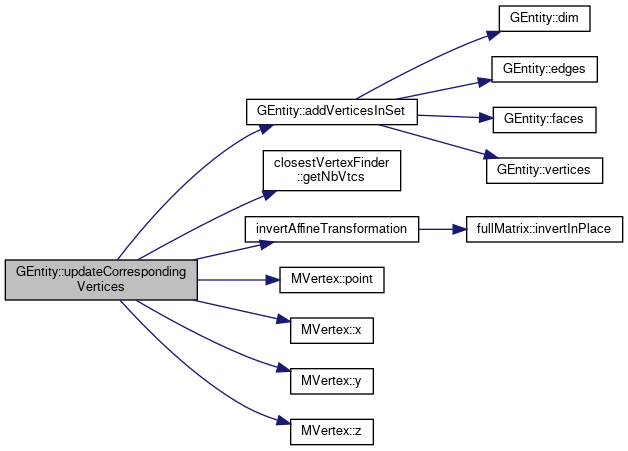 GEntity::updateCorresponding
Vertices
GEntity::addVerticesInSet
GEntity::dim
GEntity::edges
GEntity::faces
GEntity::vertices
closestVertexFinder
::getNbVtcs
invertAffineTransformation
fullMatrix::invertInPlace
MVertex::point
MVertex::x
MVertex::y
MVertex::z